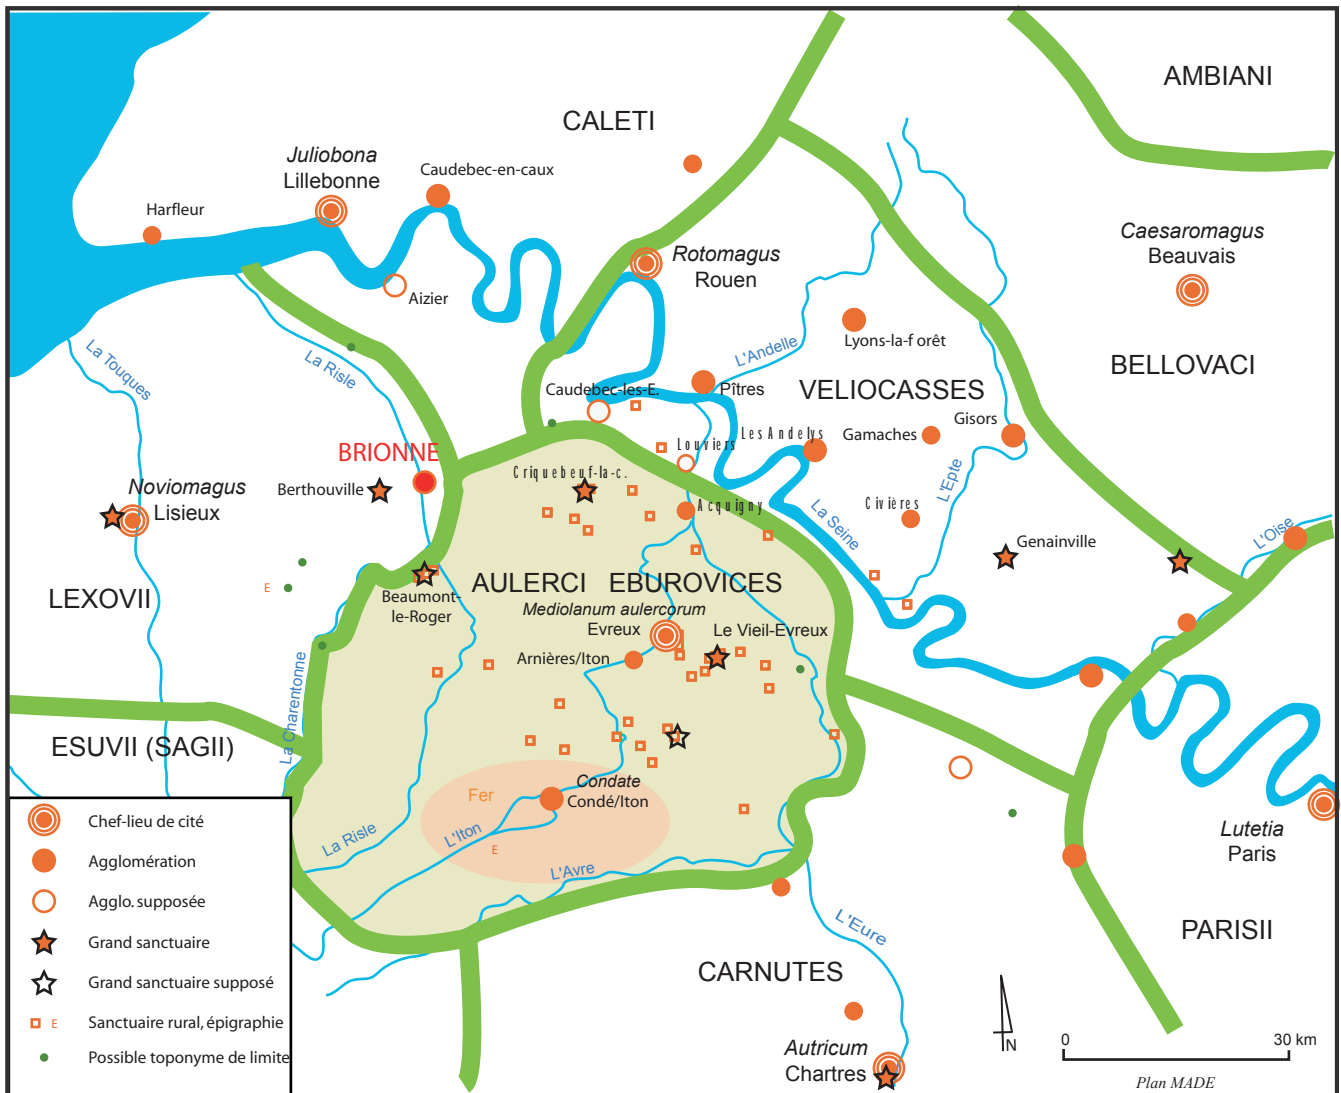 AMBIANI
CALETI
Juliobona
Lillebonne
Caudebec-en-caux
Harfleur
Aizier
Rotomagus
Rouen
Caesaromagus
Beauvais
La Touques
La Risle
L'Andelle
Lyons-la-f orêt
BELLOVACI
Caudebec-les-E.
Pîtres
VELIOCASSES
Gisors
Les Andelys
Gamaches
Louviers
BRIONNE
Criquebeuf-la-c.
Berthouville
Noviomagus
Lisieux
Acquigny
La Seine
Civières
L'Epte
Genainville
L'Oise
E
LEXOVII
AULERCI EBUROVICES
Beaumont-
le-Roger
Mediolanum aulercorum
Evreux
Le Vieil-Evreux
Arnières/Iton
La Charentonne
ESUVII (SAGII)
Fer
Condate
Condé/Iton
La Risle
L'Iton
E
L'Avre
L'Eure
Lutetia
Paris
PARISII
CARNUTES
Autricum
Chartres
Chef-lieu de cité
Agglomération
Agglo. supposée
Grand sanctuaire
Grand sanctuaire supposé
E Sanctuaire rural, épigraphie
Possible toponyme de limite
N
0 30 km
Plan MADE